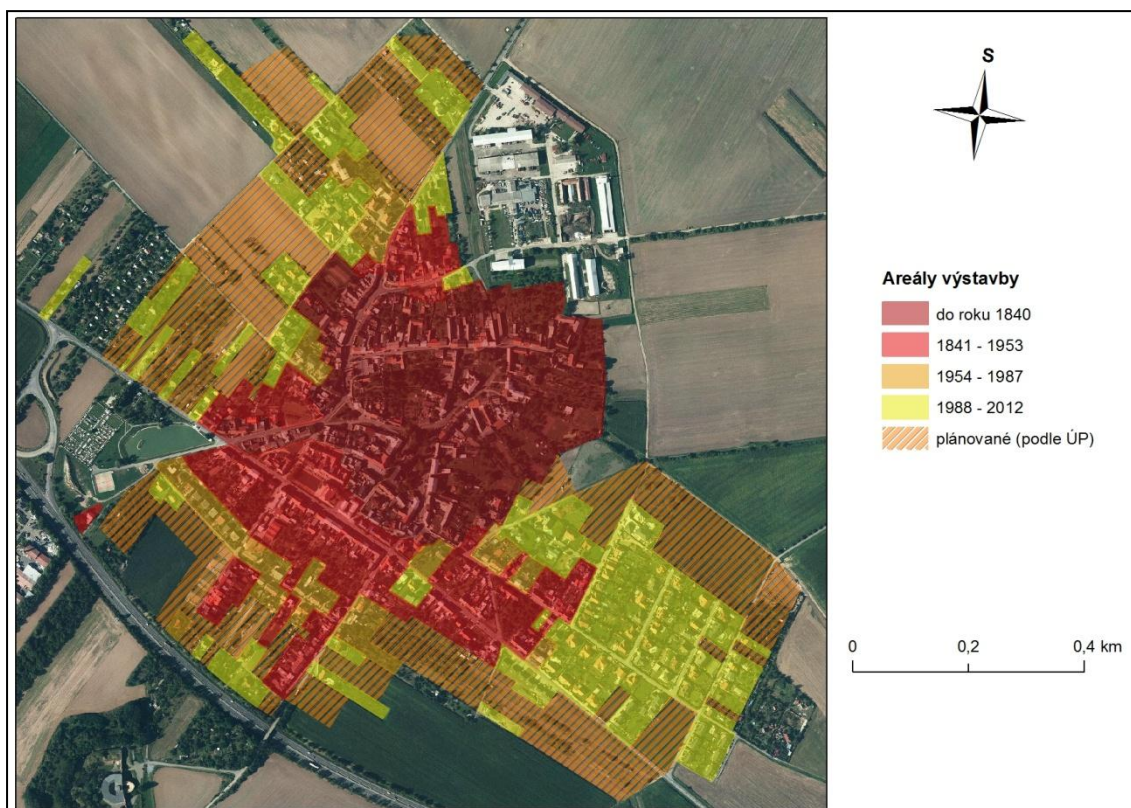 S
Areály výstavby
do roku 1840
1841 - 1953
1954 - 1987
1988 - 2012
plánované (podle ÚP)
0 0,2 0,4 km